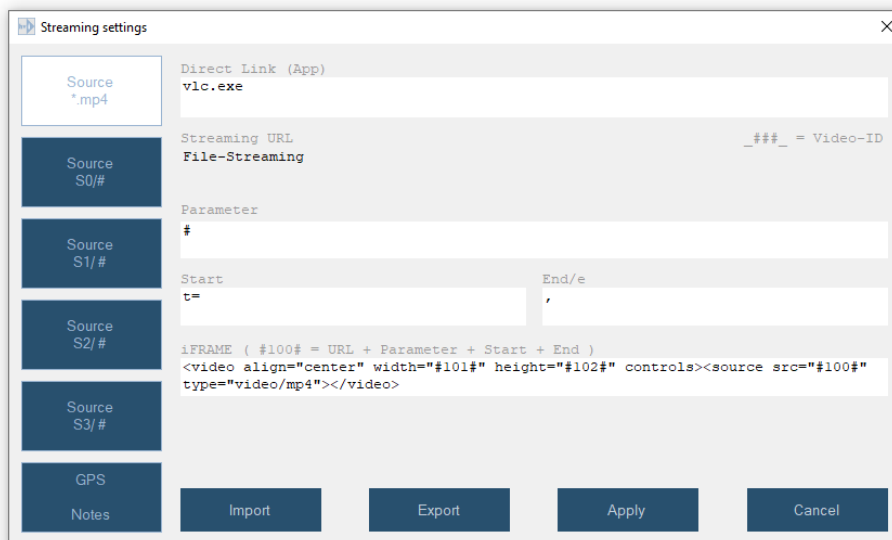 Streaming settings
Source
*.mp4
Source
S0/#
Source
S1/ #
Source
S2/ #
Source
S3/ #
GPS
Notes
Direct Link (App)
vlc.exe
Streaming URL
_###_ = Video-ID
File-Streaming
Parameter
#
Start
End/e
t=
,
iFRAME ( #100# = URL + Parameter + Start + End )
<video align="center" width="#101#" height="#102#" controls><source src="#100#"
type="video/mp4"></video>
Import
Export
Apply
Cancel